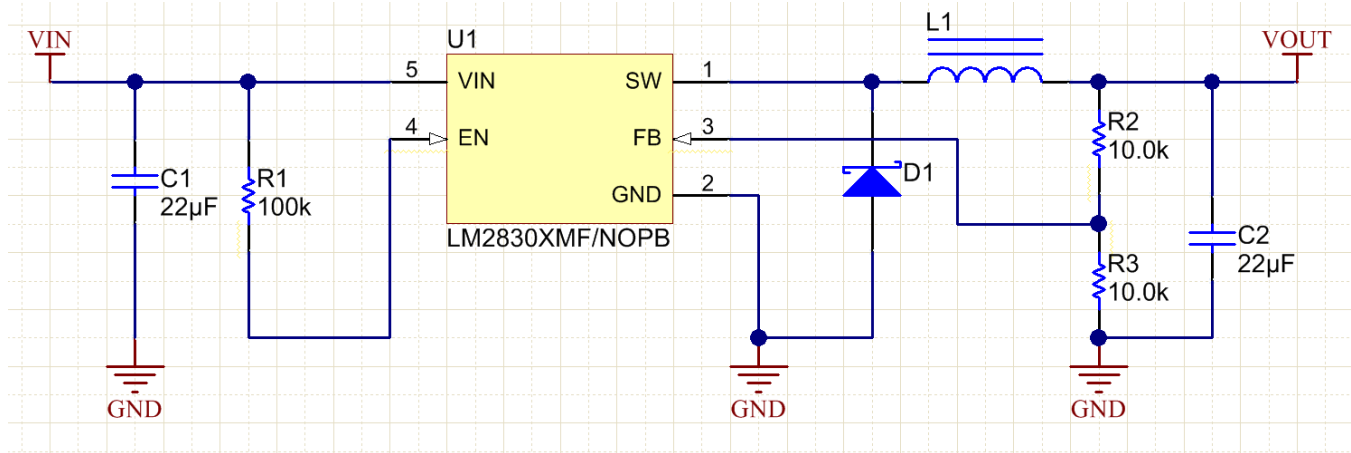 VIN
U1
L1
VOUT
5
VIN
SW
1
4
EN
FB
3
R2
10.0k
C1
22µF
R1
100k
GND
2
D1
LM2830XMF/NOPB
C2
22µF
R3
10.0k
GND
GND
GND